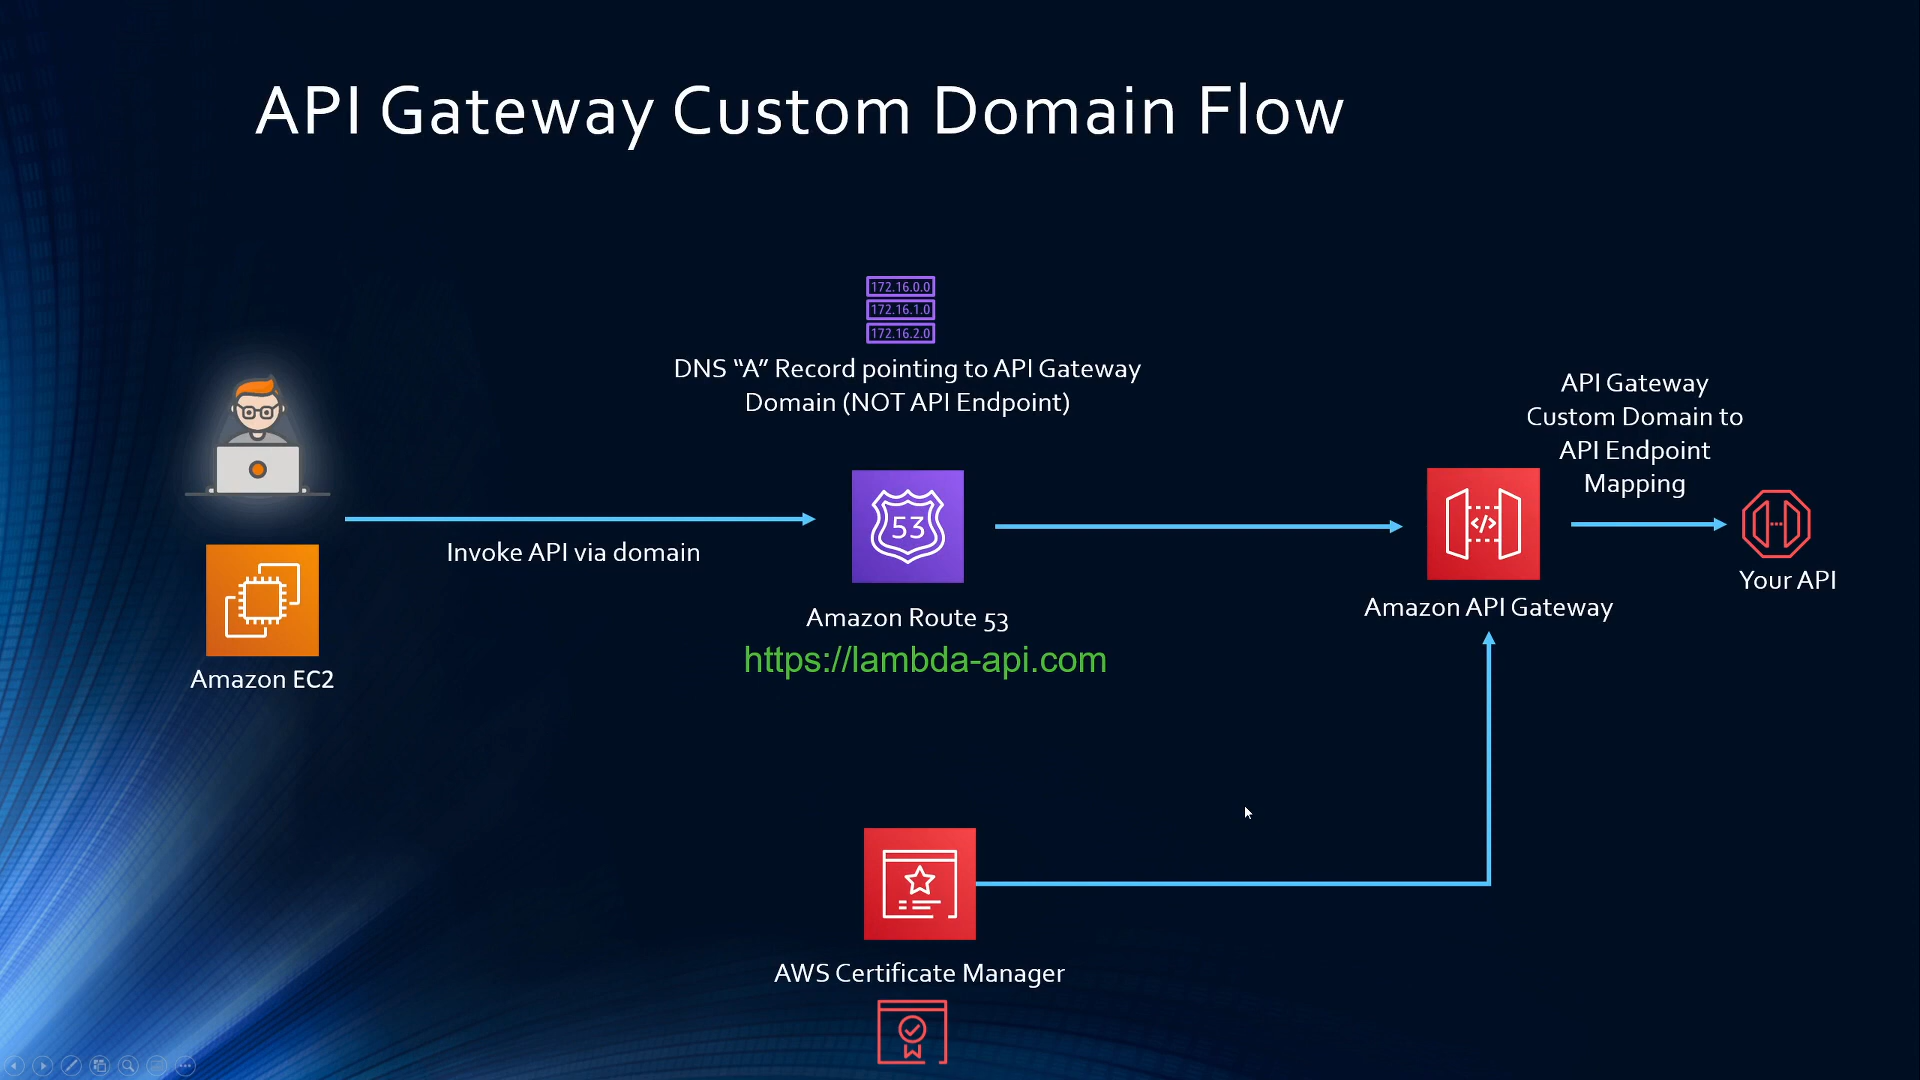 API Gateway Custom Domain Flow
172.16.0.0
172.16.1.0
172.16.2.0
DNS “A” Record pointing to API Gateway
Domain (NOT API Endpoint)
API Gateway
Custom Domain to
API Endpoint
Mapping
Invoke API via domain
53
</>
Your API
Amazon Route 53
Amazon API Gateway
https://lambda-api.com
Amazon EC2
AWS Certificate Manager